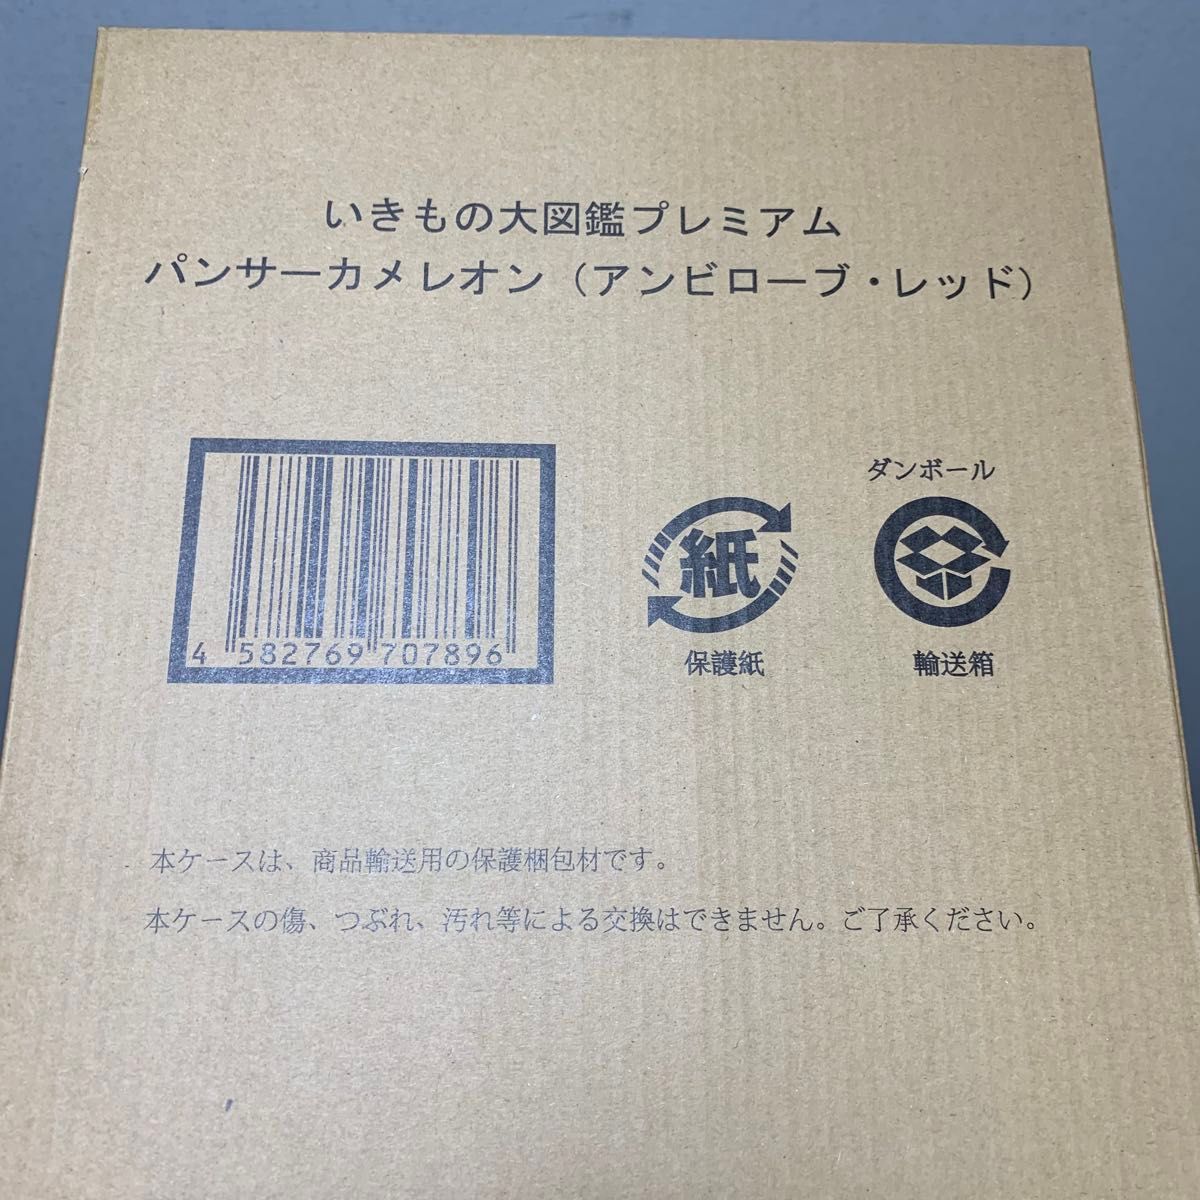 いきもの大図鑑プレミアム
パンサーカメレオン（アンビローブ・レッド）
4 582769 707896
紙
保護紙
ダンボール
輸送箱
本ケースは、商品輸送用の保護梱包材です。
本ケースの傷、つぶれ、汚れ等による交換はできません。ご了承ください。